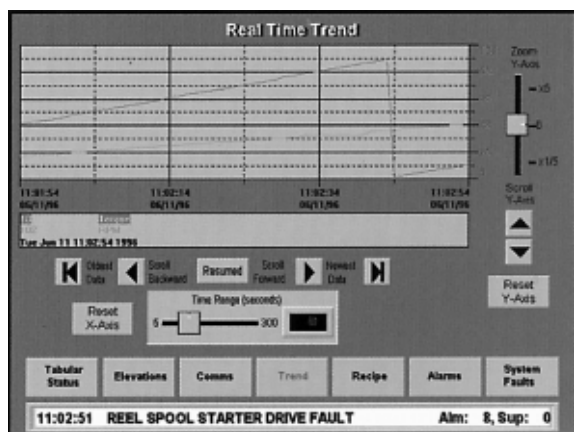 Real Time Trend
Zoom
Y-Axis
x5
x1/5
Scroll
Y-Axis
11:01:54 11:02:14 11:02:34 11:02:54
06/11/96 06/11/96 06/11/96 06/11/96
Tue Jun 11 11:02:54 1996
Oldest Data
Scroll Backward
Resumed
Scroll Forward
Newest Data
Reset
Y-Axis
Reset
X-Axis
Time Range (seconds)
5 300
Tabular Status
Elevations
Comms
Trend
Recipe
Alarms
System Faults
11:02:51 REEL SPOOL STARTER DRIVE FAULT Alm: 8, Sup: 0